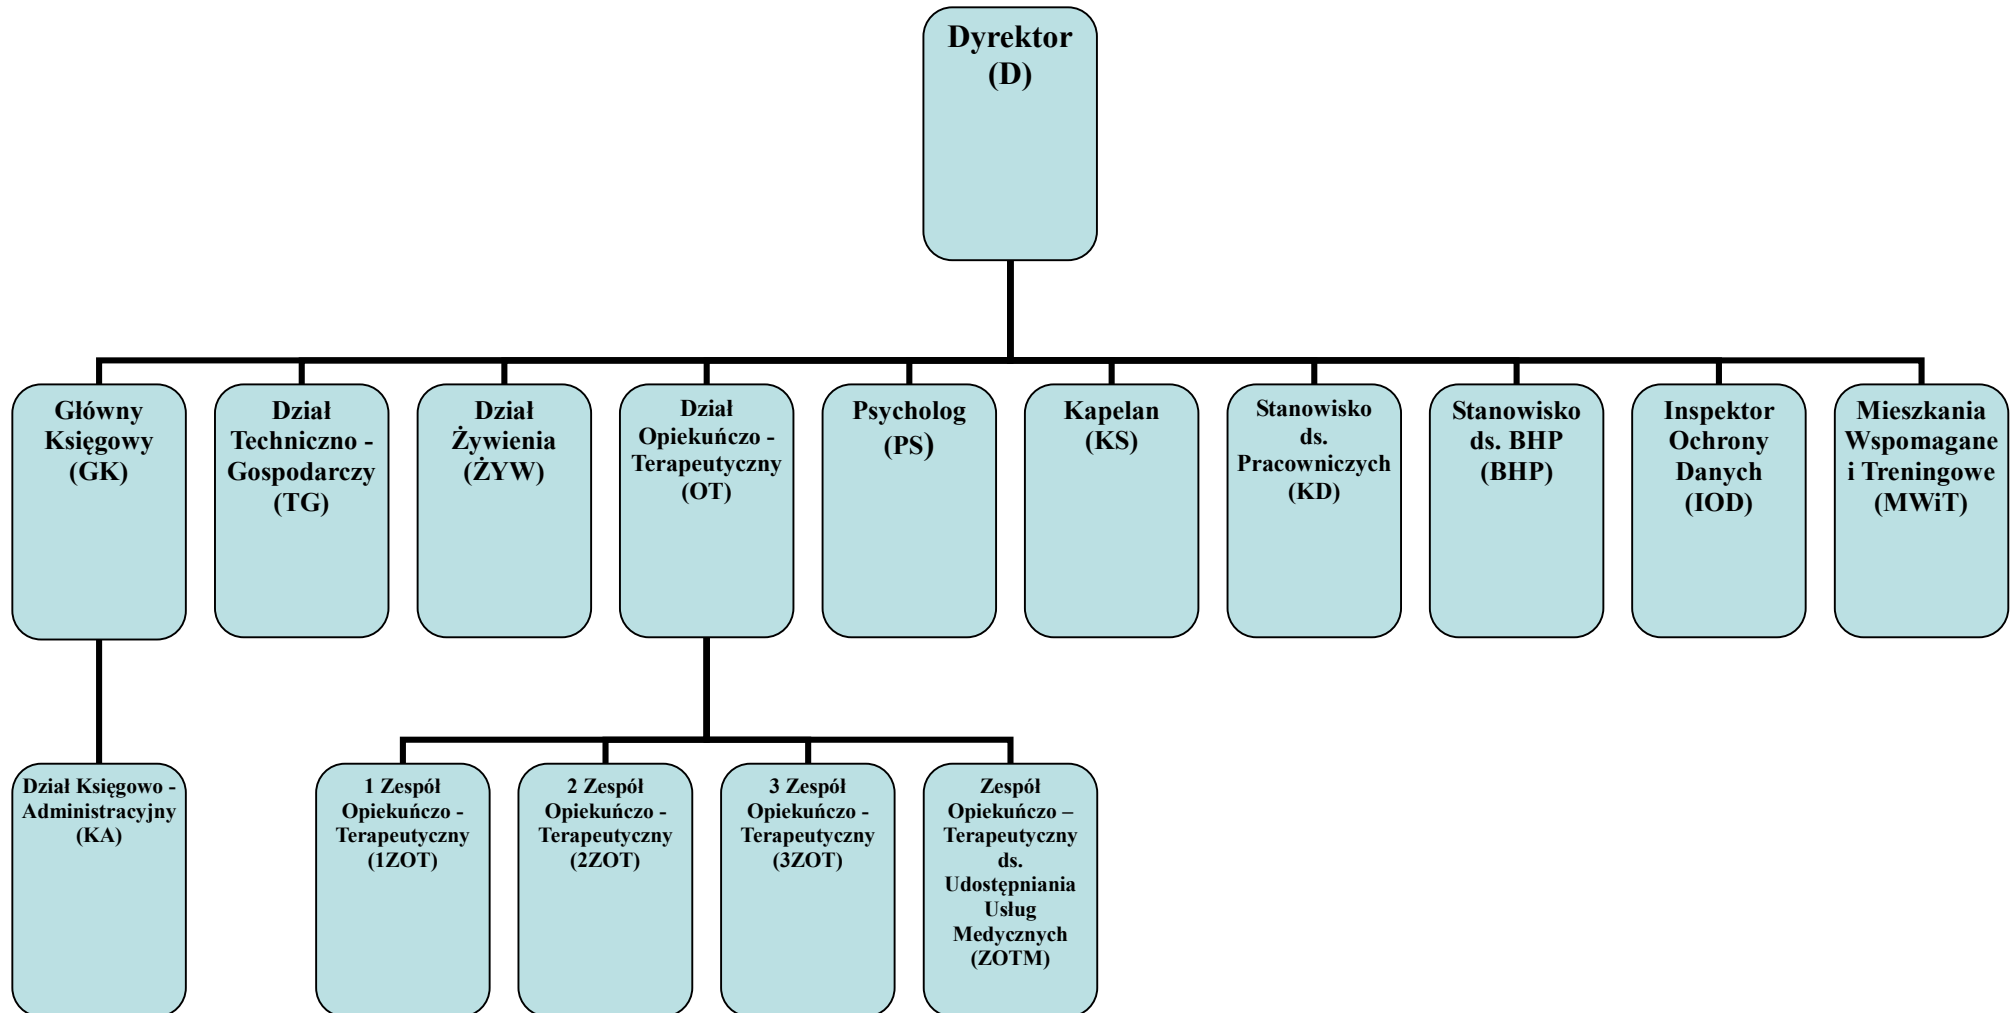 Dyrektor
(D)
Główny
Księgowy
(GK)
Dział
Techniczno -
Gospodarczy
(TG)
Dział
Żywienia
(ŻYW)
Dział
Opiekuńczo -
Terapeutyczny
(OT)
Psycholog
(PS)
Kapelan
(KS)
Stanowisko
ds.
Pracowniczych
(KD)
Stanowisko
ds. BHP
(BHP)
Inspektor
Ochrony
Danych
(IOD)
Mieszkania
Wspomagane
i Treningowe
(MWiT)
Dział Księgowo -
Administracyjny
(KA)
1 Zespół
Opiekuńczo -
Terapeutyczny
(1ZOT)
2 Zespół
Opiekuńczo -
Terapeutyczny
(2ZOT)
3 Zespół
Opiekuńczo -
Terapeutyczny
(3ZOT)
Zespół
Opiekuńczo –
Terapeutyczny
ds.
Udostępniania
Usług
Medycznych
(ZOTM)